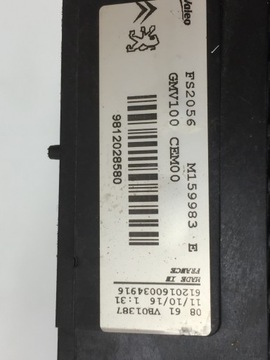 Valeo
FS2056 M159983 E
GMV100 CEM00
9812028580
MADE IN
FRANCE
08 61 VB01387
11/10/16 1:31
6120160034916